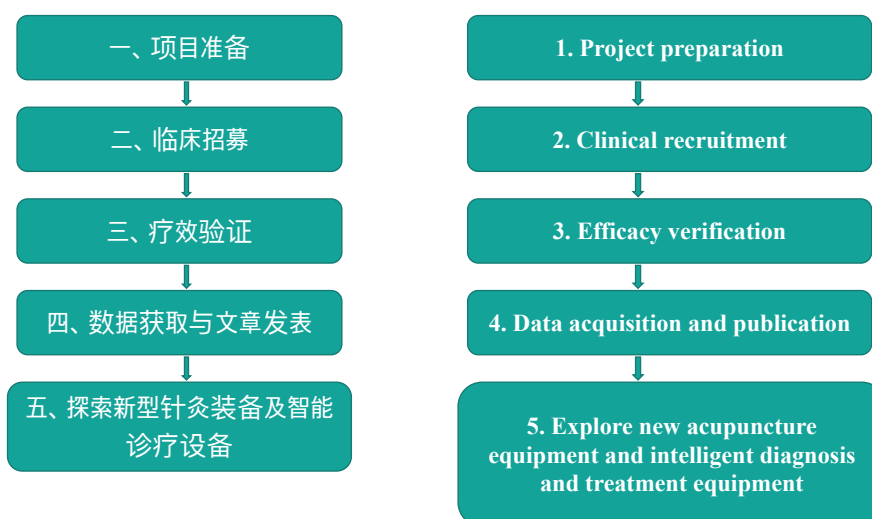 一、项目准备
二、临床招募
三、疗效验证
四、数据获取与文章发表
五、探索新型针灸装备及智能
诊疗设备
1. Project preparation
2. Clinical recruitment
3. Efficacy verification
4. Data acquisition and publication
5. Explore new acupuncture
equipment and intelligent diagnosis
and treatment equipment